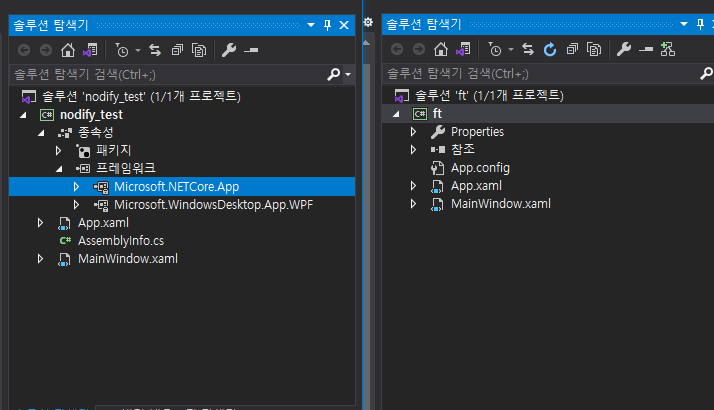 솔루션 탐색기
솔루션 탐색기 검색(Ctrl+;)
솔루션 'nodify_test' (1/1개 프로젝트)
C# nodify_test
종속성
패키지
프레임워크
Microsoft.NETCore.App
Microsoft.WindowsDesktop.App.WPF
App.xaml
C# AssemblyInfo.cs
MainWindow.xaml
솔루션 탐색기
솔루션 탐색기 검색(Ctrl+;)
솔루션 'ft' (1/1개 프로젝트)
C# ft
Properties
참조
App.config
App.xaml
MainWindow.xaml